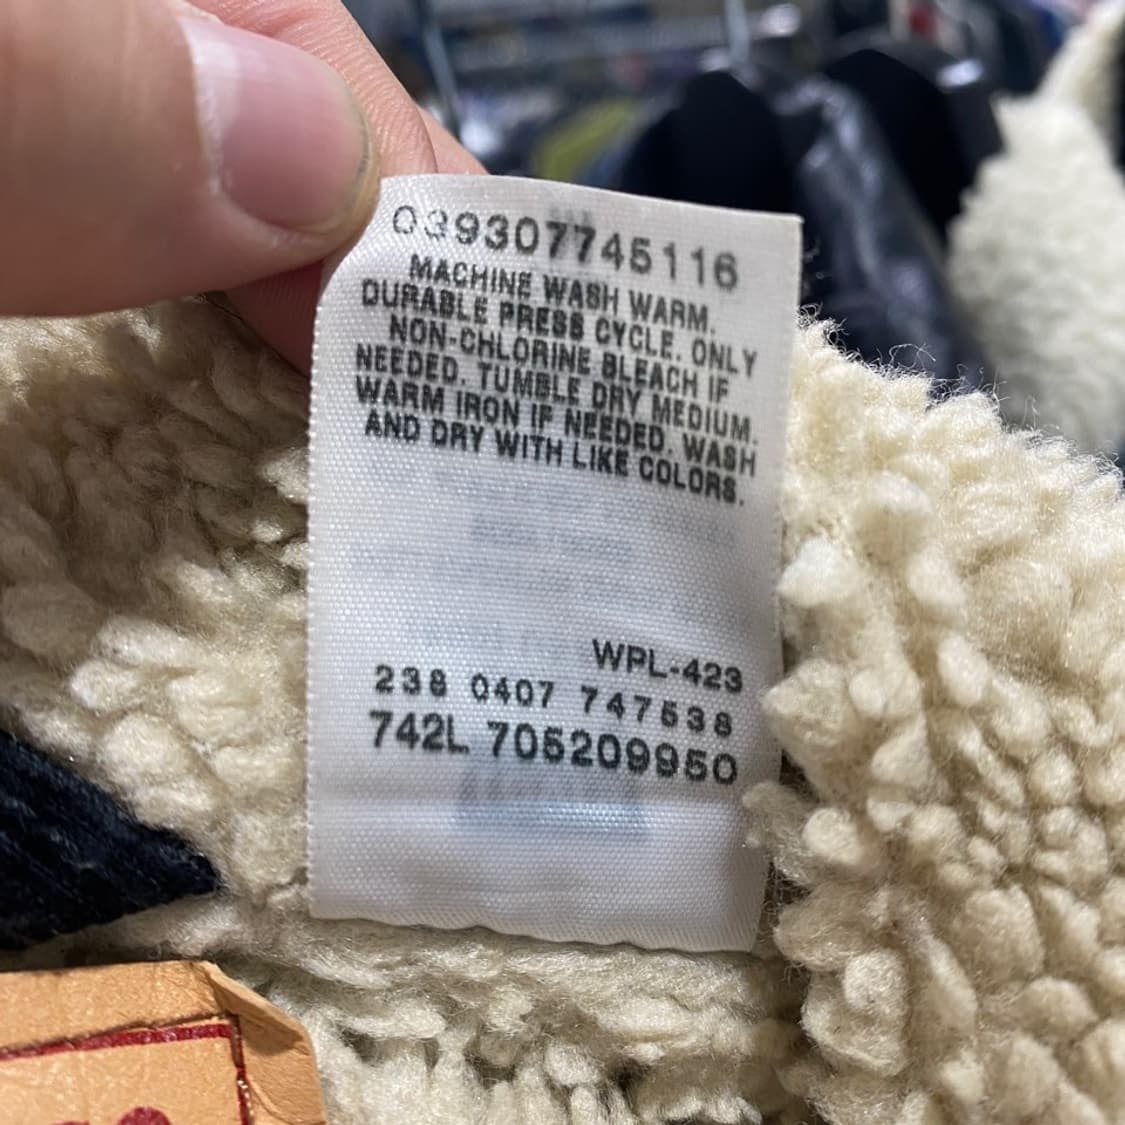 039307745116
MACHINE WASH WARM.
DURABLE PRESS CYCLE. ONLY
NON-CHLORINE BLEACH IF
NEEDED. TUMBLE DRY MEDIUM.
WARM IRON IF NEEDED. WASH
AND DRY WITH LIKE COLORS.
WPL-423
238 0407 747538
742L 705209950